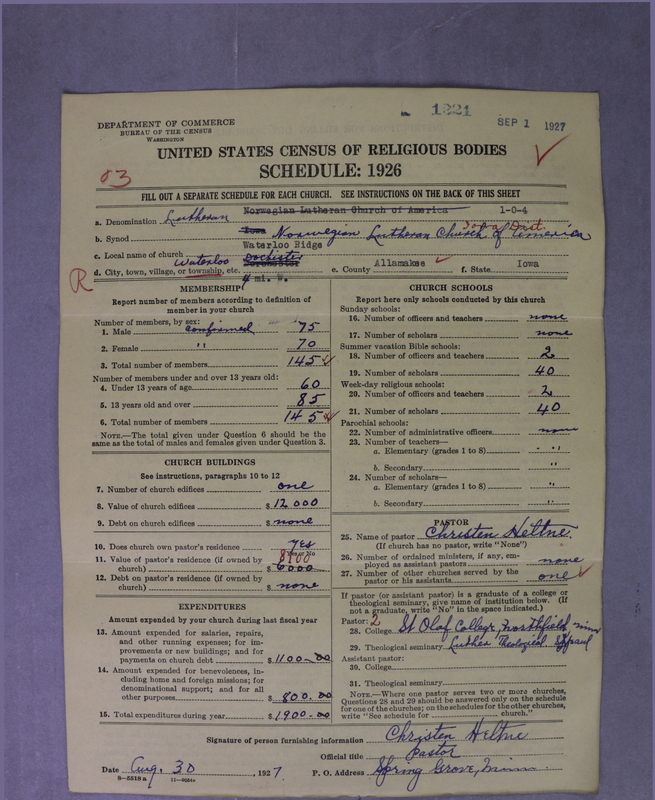 1221
SEP 1 1927
DEPARTMENT OF COMMERCE
BUREAU OF THE CENSUS
WASHINGTON
UNITED STATES CENSUS OF RELIGIOUS BODIES
SCHEDULE: 1926
83
FILL OUT A SEPARATE SCHEDULE FOR EACH CHURCH. SEE INSTRUCTIONS ON THE BACK OF THIS SHEET
Norwegian Lutheran Church of America 1-0-4
a. Denomination Lutheran
Iowa Dist.
b. Synod Iowa Norwegian Lutheran Church of America
Waterloo Ridge
c. Local name of church
Waterloo Dorchester
d. City, town, village, or township, etc. 4 mi. W. e. County Allamakee f. State Iowa
R
MEMBERSHIP
Report number of members according to definition of
member in your church
Number of members, by sex:
1. Male confirmed 75
2. Female " 70
3. Total number of members 145
Number of members under and over 13 years old:
4. Under 13 years of age 60
5. 13 years old and over 85
6. Total number of members 145
NOTE.—The total given under Question 6 should be the
same as the total of males and females given under Question 3.
CHURCH BUILDINGS
See instructions, paragraphs 10 to 12
7. Number of church edifices one
8. Value of church edifices $ 12000
9. Debt on church edifices $ none
10. Does church own pastor's residence Yes
Yes or No
11. Value of pastor's residence (if owned by
church) $ 6000
12. Debt on pastor's residence (if owned by
church) $ none
EXPENDITURES
Amount expended by church during last fiscal year
13. Amount expended for salaries, repairs,
and other running expenses; for im-
provements or new buildings; and for
payments on church debt $ 1100.00
14. Amount expended for benevolences, in-
cluding home and foreign missions; for
denominational support; and for all
other purposes $ 800.00
15. Total expenditures during year $ 1900.00
CHURCH SCHOOLS
Report here only schools conducted by this church
Sunday schools:
16. Number of officers and teachers none
17. Number of scholars none
Summer vacation Bible schools:
18. Number of officers and teachers 2
19. Number of scholars 40
Week-day religious schools:
20. Number of officers and teachers 2
21. Number of scholars 40
Parochial schools:
22. Number of administrative officers none
23. Number of teachers—
a. Elementary (grades 1 to 8) "
b. Secondary "
24. Number of scholars—
a. Elementary (grades 1 to 8) "
b. Secondary "
PASTOR
25. Name of pastor Christen Heltne
(If church has no pastor, write "None")
26. Number of ordained ministers, if any, em-
ployed as assistant pastors none
27. Number of other churches served by the
pastor or his assistants one
If pastor (or assistant pastor) is a graduate of a college or
theological seminary, give name of institution below. (If
not a graduate, write "No" in the space indicated.)
Pastor: 2
28. College St Olaf College, Northfield, Minn
29. Theological seminary Luther Theological St paul
Assistant pastor:
30. College
31. Theological seminary
NOTE.—Where one pastor serves two or more churches,
Questions 28 and 29 should be answered only on the schedule
for one of the churches; on the schedules for the other churches,
write "See schedule for church."
Signature of person furnishing information Christen Heltne
Official title Pastor
Date Aug. 30, 1927. P. O. Address Spring Grove, Minn.
8-5518a